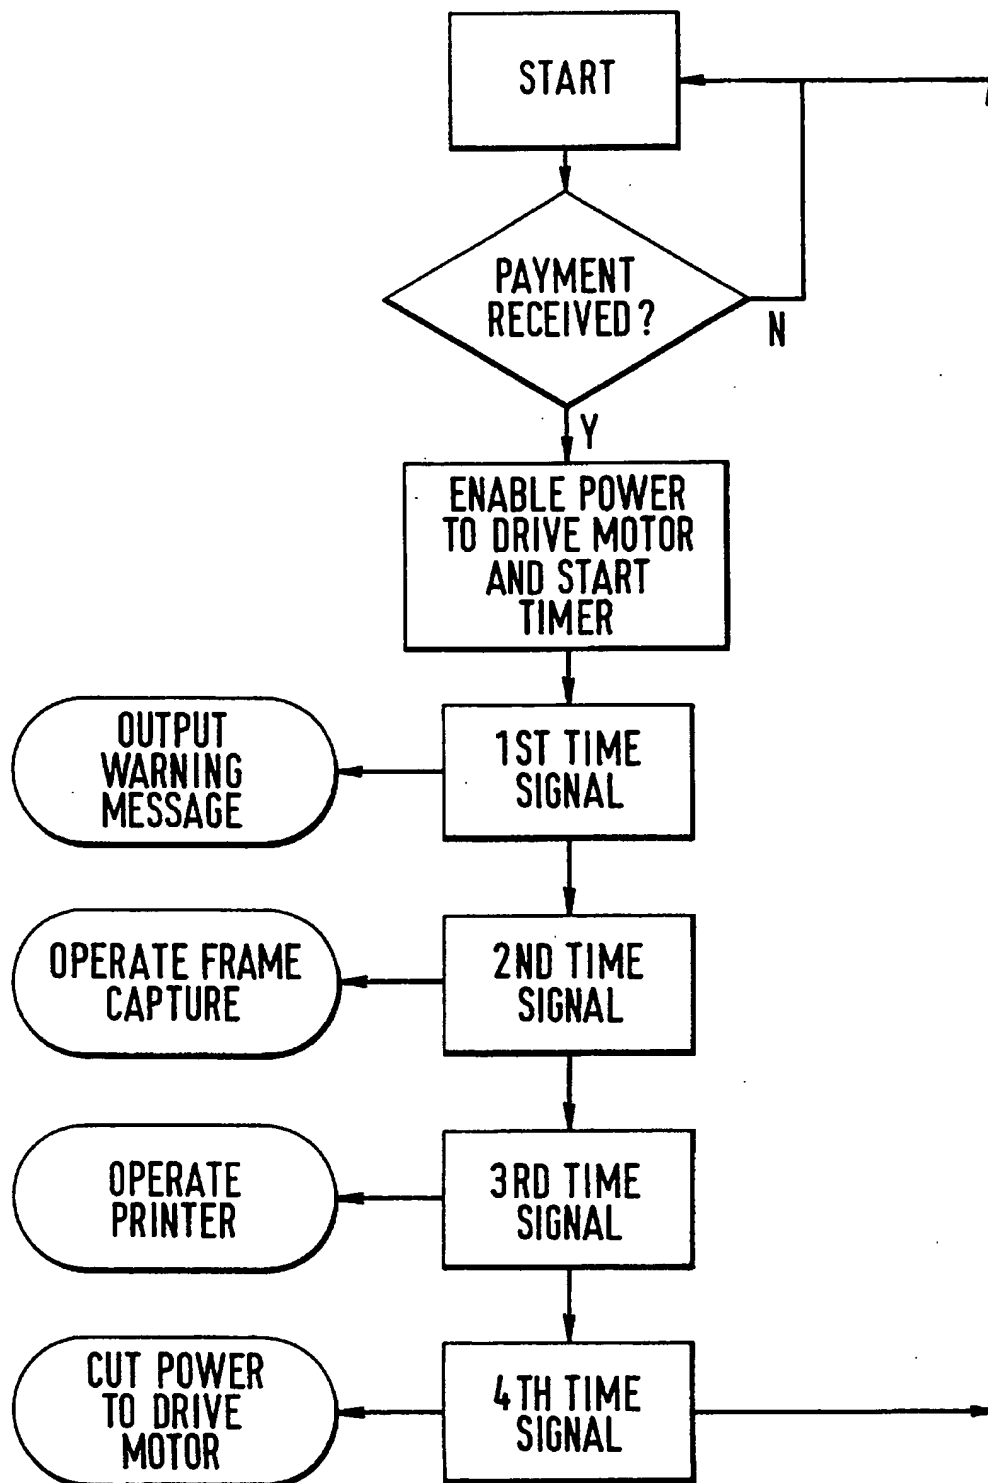 START
PAYMENT
RECEIVED?
N
Y
ENABLE POWER
TO DRIVE MOTOR
AND START
TIMER
OUTPUT
WARNING
MESSAGE
1ST TIME
SIGNAL
OPERATE FRAME
CAPTURE
2ND TIME
SIGNAL
OPERATE
PRINTER
3RD TIME
SIGNAL
CUT POWER
TO DRIVE
MOTOR
4TH TIME
SIGNAL